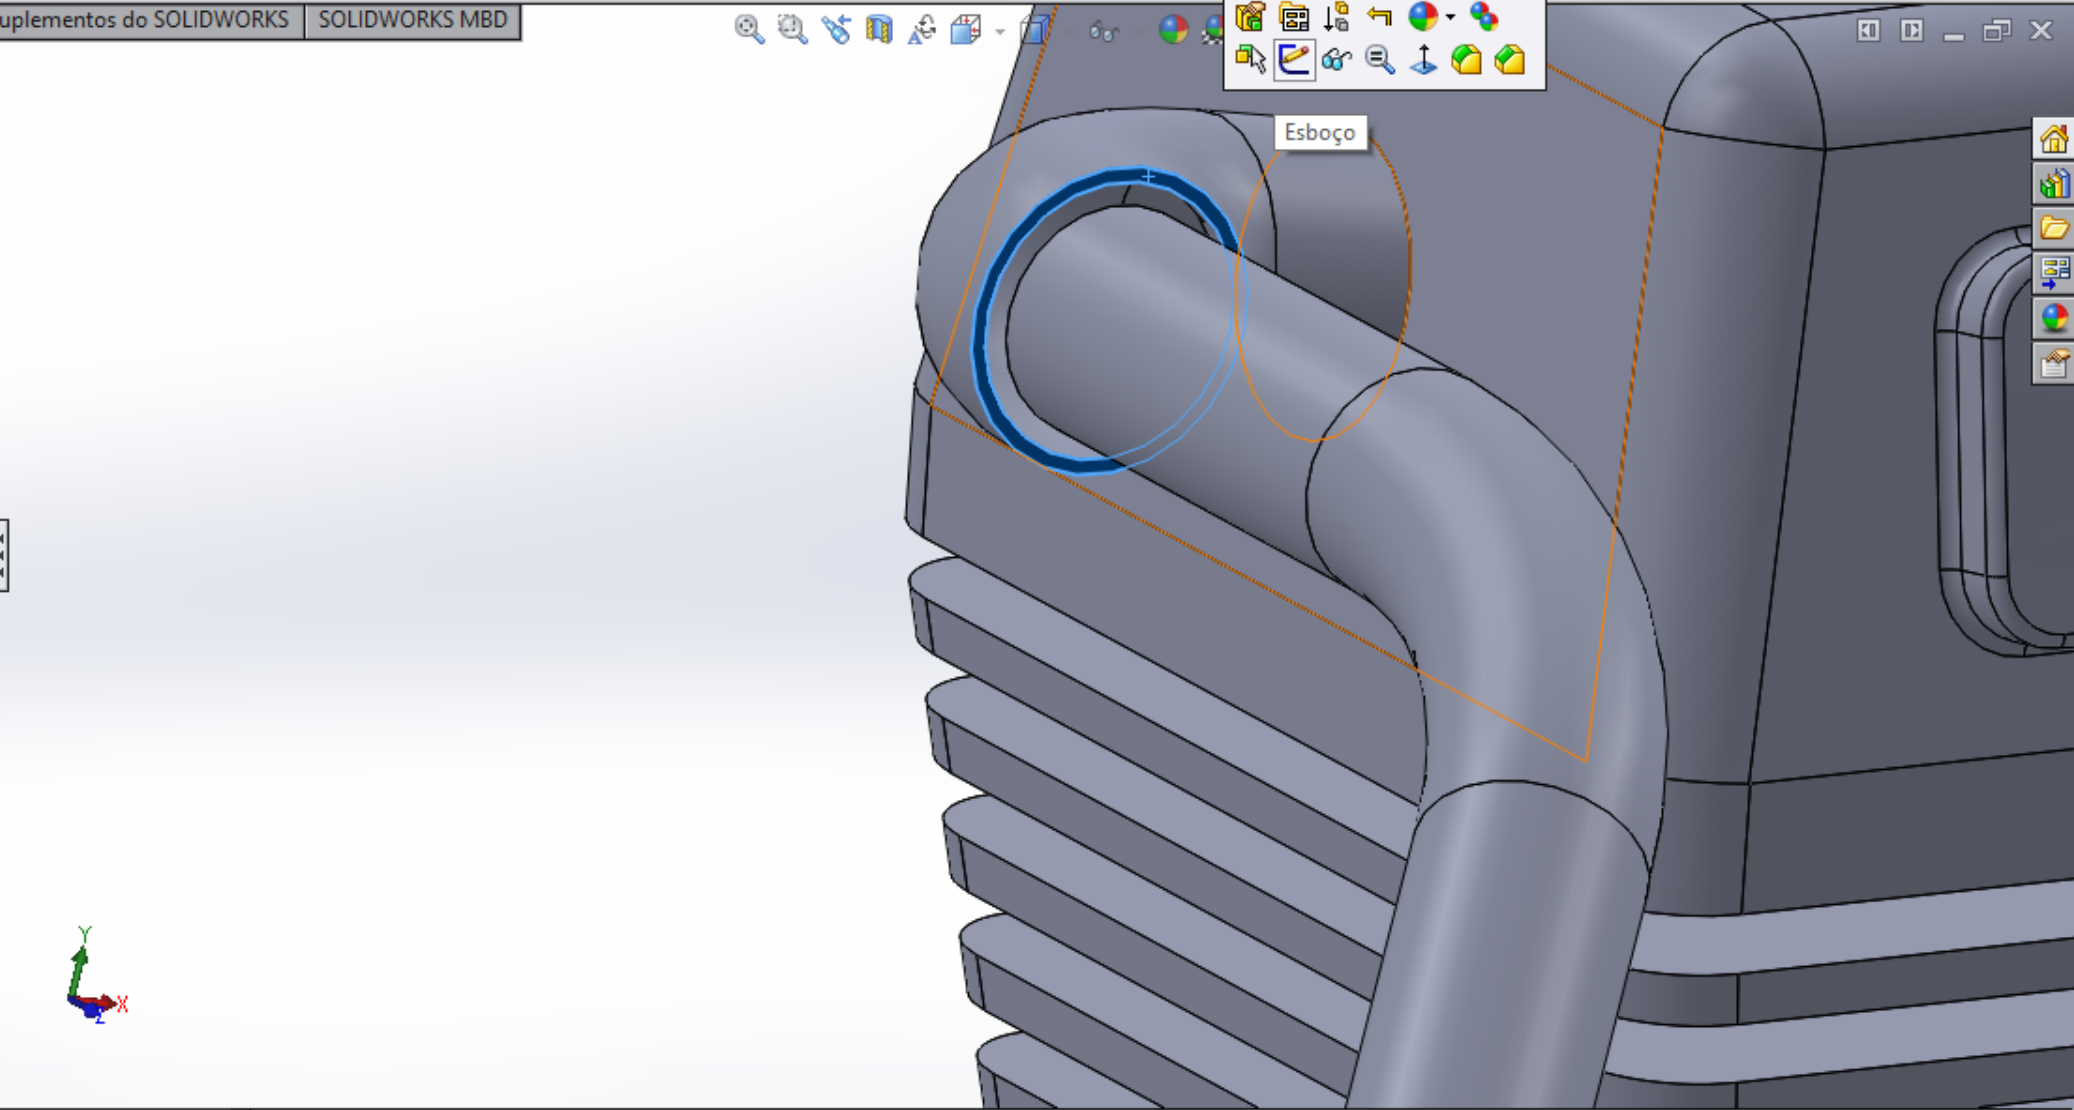 uplementos do SOLIDWORKS
SOLIDWORKS MBD
Esboço
Y
X
Z